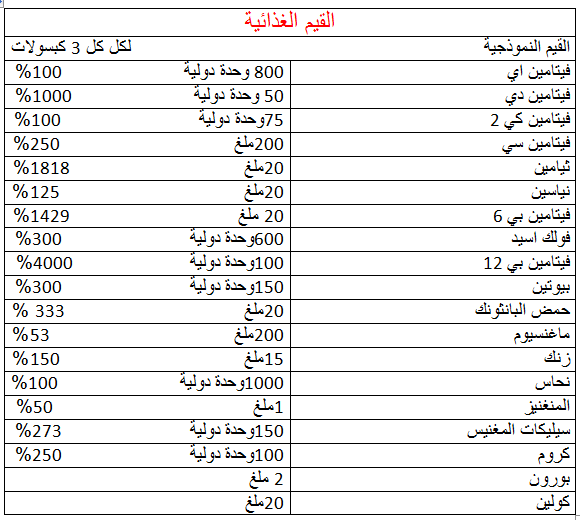 القيم الغذائية
القيم النموذجية لكل كل 3 كبسولات
فيتامين اي 800 وحدة دولية 100%
فيتامين دي 50 وحدة دولية 1000%
فيتامين كي 2 75وحدة دولية 100%
فيتامين سي 200ملغ 250%
ثيامين 20ملغ 1818%
نياسين 20ملغ 125%
فيتامين بي 6 20 ملغ 1429%
فولك اسيد 600وحدة دولية 300%
فيتامين بي 12 100وحدة دولية 4000%
بيوتين 150وحدة دولية 300%
حمض البانثونك 20ملغ 333 %
ماغنسيوم 200ملغ 53%
زنك 15ملغ 150%
نحاس 1000وحدة دولية 100%
المنغنيز 1ملغ 50%
سيليكات المغنيس 150وحدة دولية 273%
كروم 100وحدة دولية 250%
بورون 2 ملغ
كولين 20ملغ